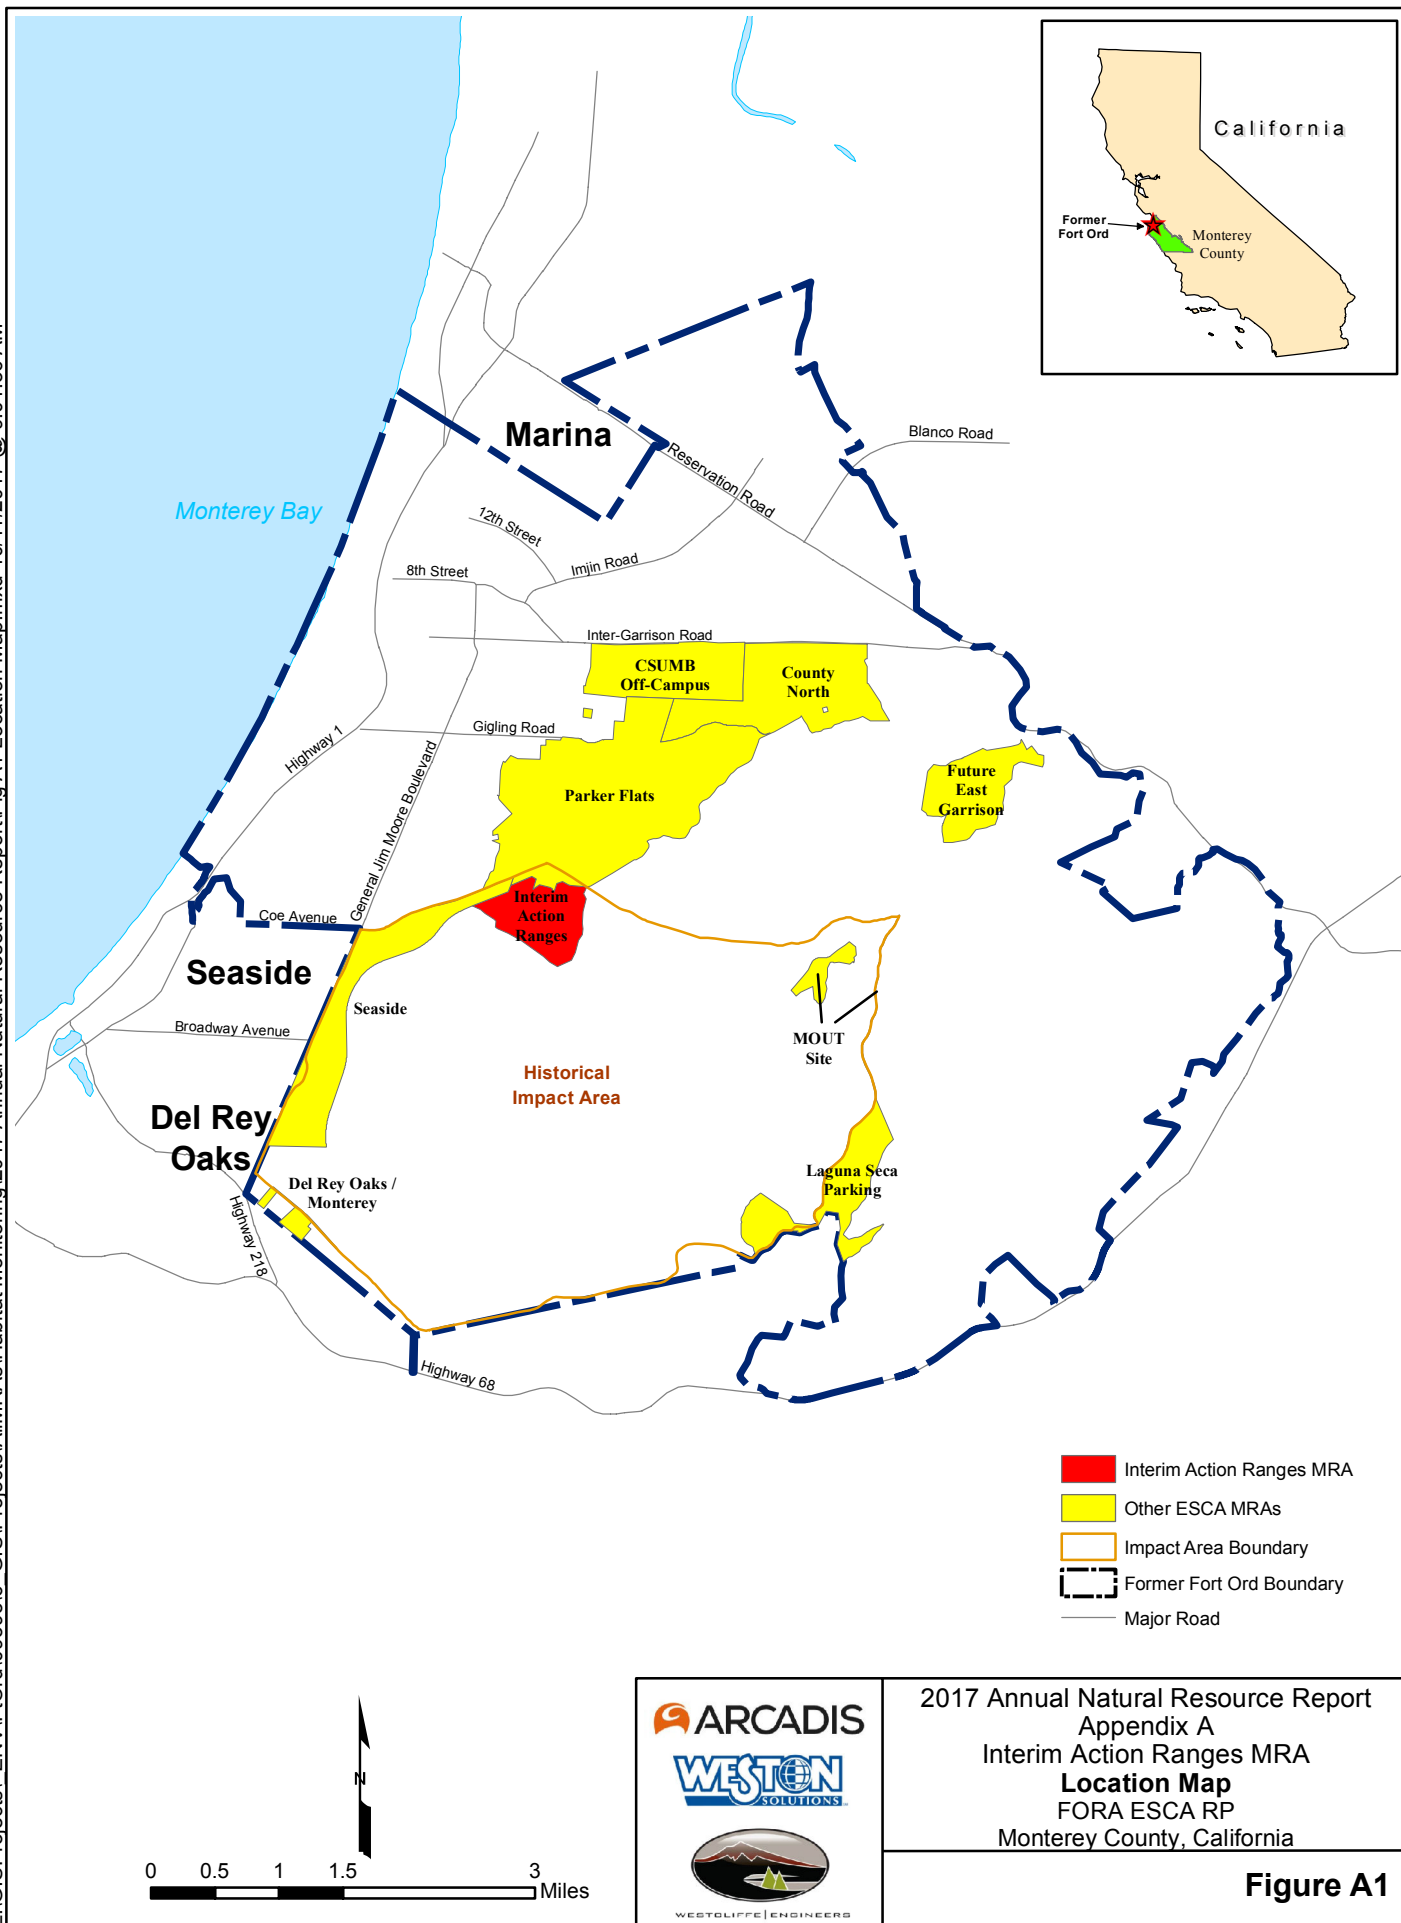 California
Former
Fort Ord
Monterey
County
Marina
Blanco Road
Reservation Road
Monterey Bay
12th Street
Imjin Road
8th Street
Inter-Garrison Road
CSUMB
Off-Campus
County
North
Gigling Road
Highway 1
General Jim Moore Boulevard
Parker Flats
Future
East
Garrison
Interim
Action
Ranges
Coe Avenue
Seaside
Seaside
Broadway Avenue
MOUT
Site
Historical
Impact Area
Del Rey
Oaks
Laguna Seca
Parking
Del Rey Oaks /
Monterey
Highway 218
Highway 68
Interim Action Ranges MRA
Other ESCA MRAs
Impact Area Boundary
Former Fort Ord Boundary
Major Road
N
0 0.5 1 1.5 3
Miles
ARCADIS
WESTON
SOLUTIONS
WESTCLIFFE | ENGINEERS
2017 Annual Natural Resource Report
Appendix A
Interim Action Ranges MRA
Location Map
FORA ESCA RP
Monterey County, California
Figure A1